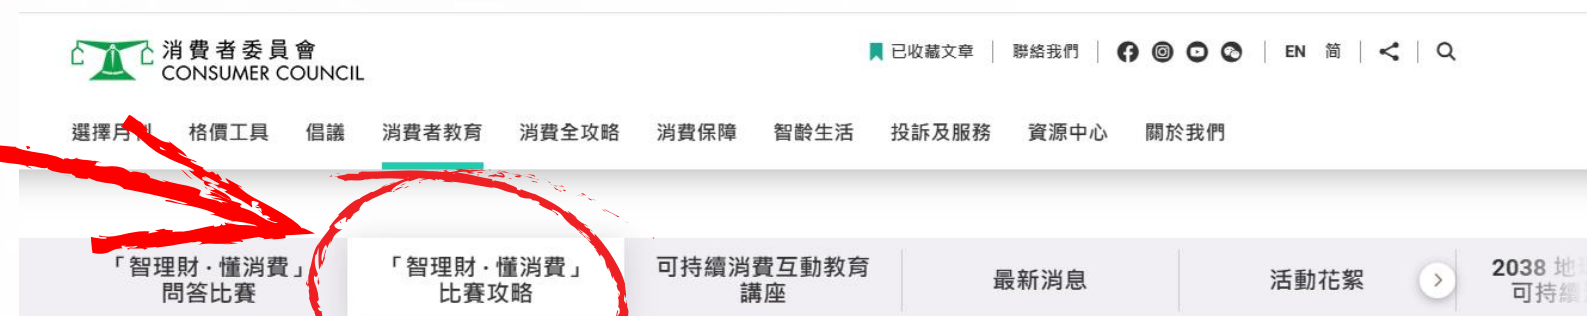 消費者委員會
CONSUMER COUNCIL
已收藏文章
聯絡我們
EN 简
選擇月刊 格價工具 倡議 消費者教育 消費全攻略 消費保障 智齡生活 投訴及服務 資源中心 關於我們
「智理財·懂消費」
問答比賽
「智理財·懂消費」
比賽攻略
可持續消費互動教育
講座
最新消息
活動花絮
2038 地
可持續